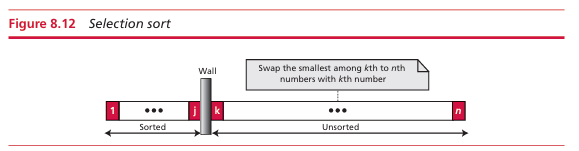 Figure 8.12 Selection sort
Wall
Swap the smallest among kth to nth
numbers with kth number
1 ••• j k ••• n
Sorted Unsorted